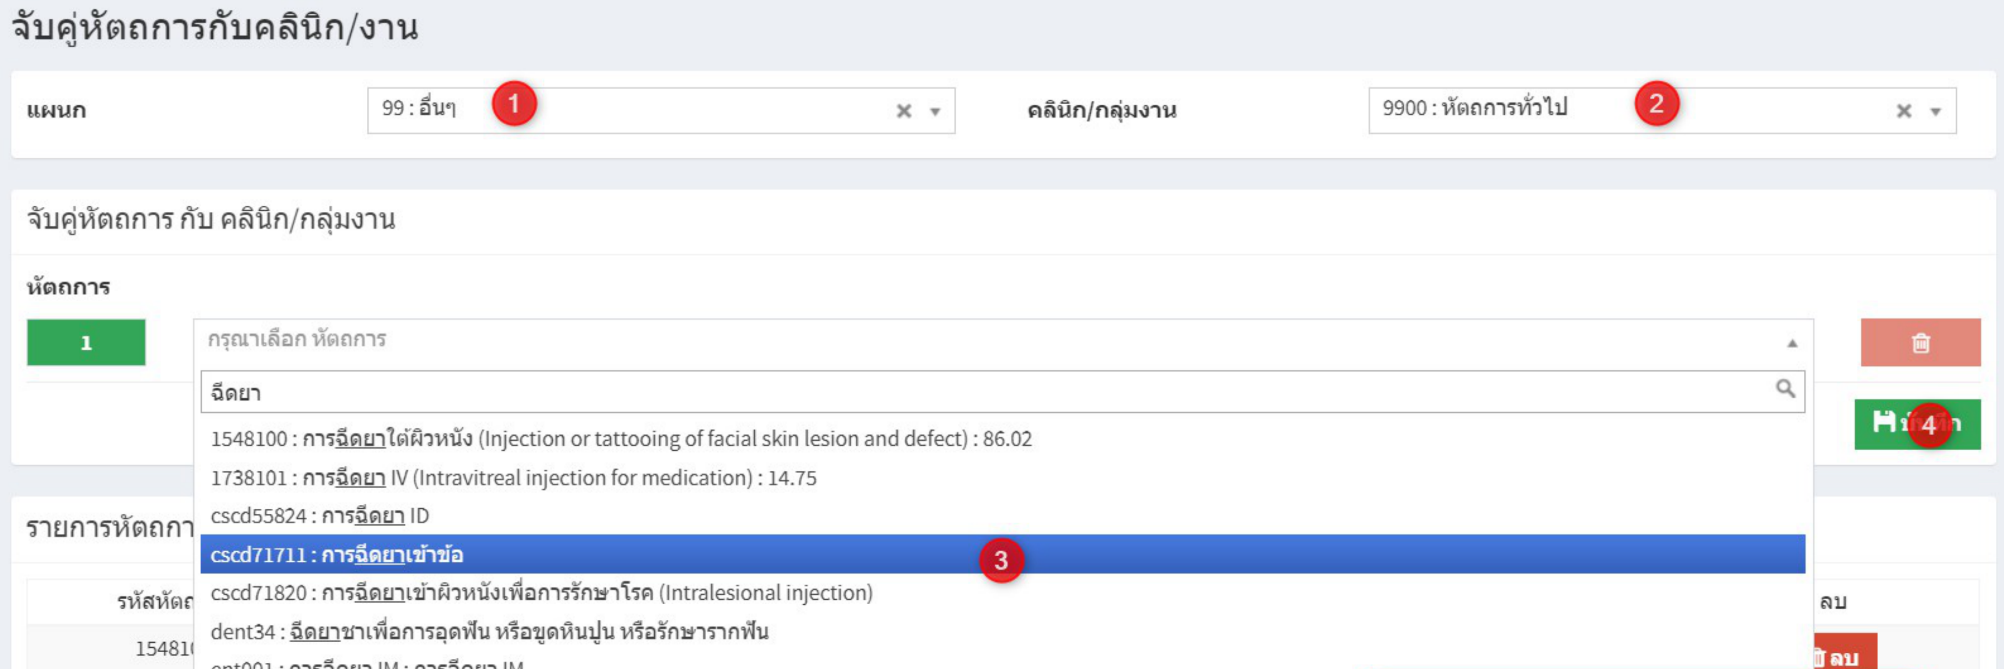 จับคู่หัตถการกับคลินิก/งาน
แผนก 99 : อื่นๆ 1 คลินิก/กลุ่มงาน 9900 : หัตถการทั่วไป 2
จับคู่หัตถการ กับ คลินิก/กลุ่มงาน
หัตถการ
1 กรุณาเลือก หัตถการ
ฉีดยา
4
1548100 : การฉีดยาใต้ผิวหนัง (Injection or tattooing of facial skin lesion and defect) : 86.02
1738101 : การฉีดยา IV (Intravitreal injection for medication) : 14.75
cscd55824 : การฉีดยา ID
รายการหัตถกา
cscd71711 : การฉีดยาเข้าข้อ 3
รหัสหัตถ cscd71820 : การฉีดยาเข้าผิวหนังเพื่อการรักษาโรค (Intralesional injection) ลบ
dent34 : ฉีดยาชาเพื่อการอุดฟัน หรือขูดหินปูน หรือรักษารากฟัน
15481 ลบ